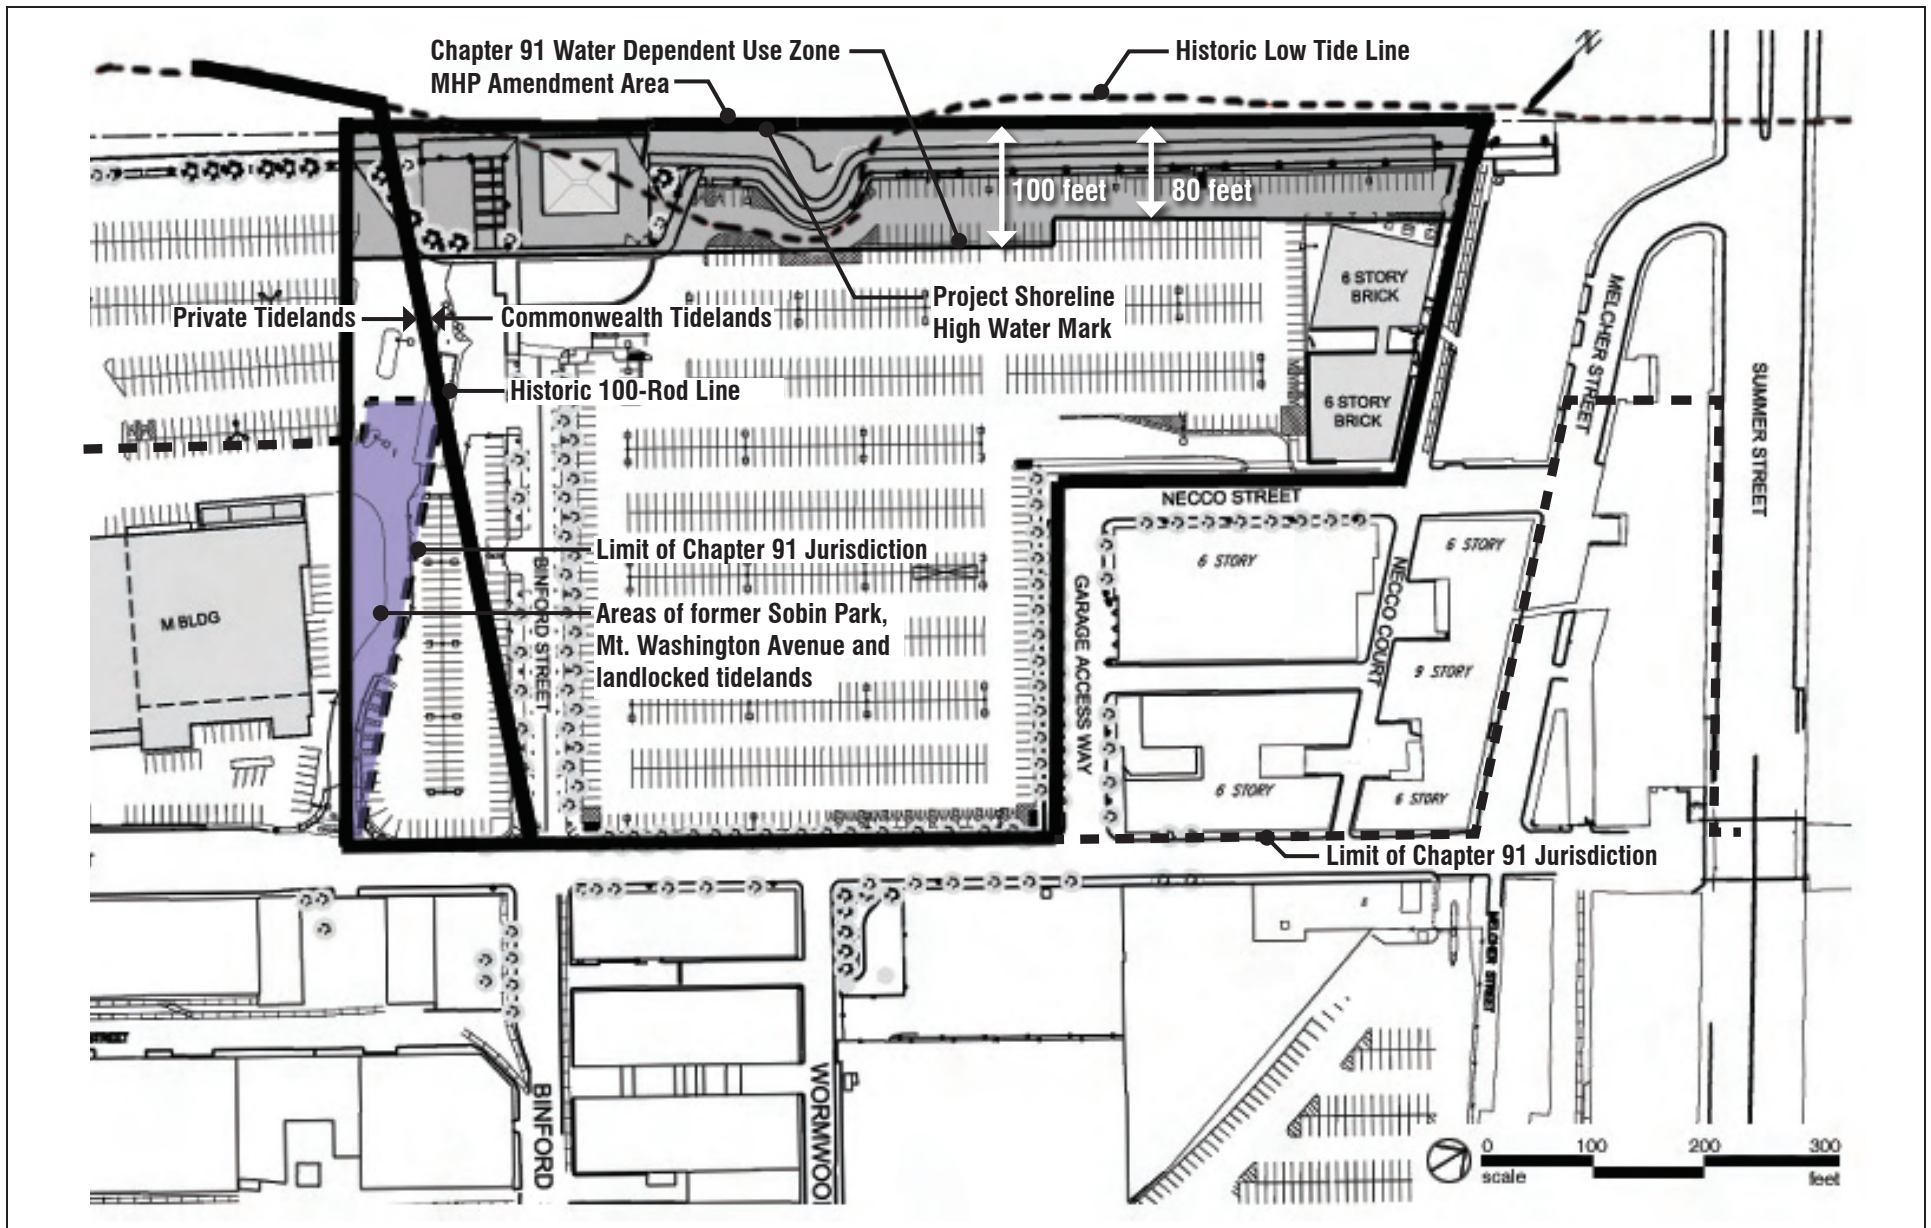 Chapter 91 Water Dependent Use Zone
MHP Amendment Area
Historic Low Tide Line
100 feet
80 feet
6 STORY
BRICK
Project Shoreline
High Water Mark
Private Tidelands
Commonwealth Tidelands
MELCHER STREET
SUMMER STREET
Historic 100-Rod Line
6 STORY
BRICK
NECCO STREET
Limit of Chapter 91 Jurisdiction
6 STORY
6 STORY
BINFORD STREET
GARAGE ACCESS WAY
NECCO COURT
M BLDG
Areas of former Sobin Park,
Mt. Washington Avenue and
landlocked tidelands
9 STORY
6 STORY
6 STORY
Limit of Chapter 91 Jurisdiction
MELCHER STREET
STREET
BINFORD
WORMWOO
0 100 200 300
scale feet